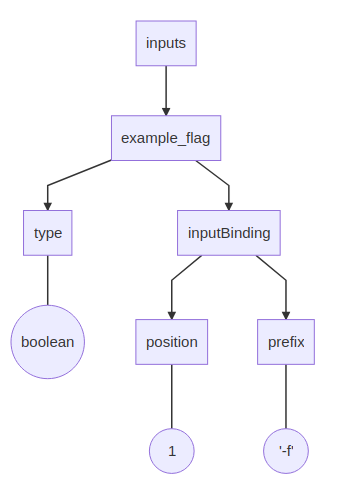 inputs
example_flag
type
inputBinding
boolean
position
prefix
1
'-f'